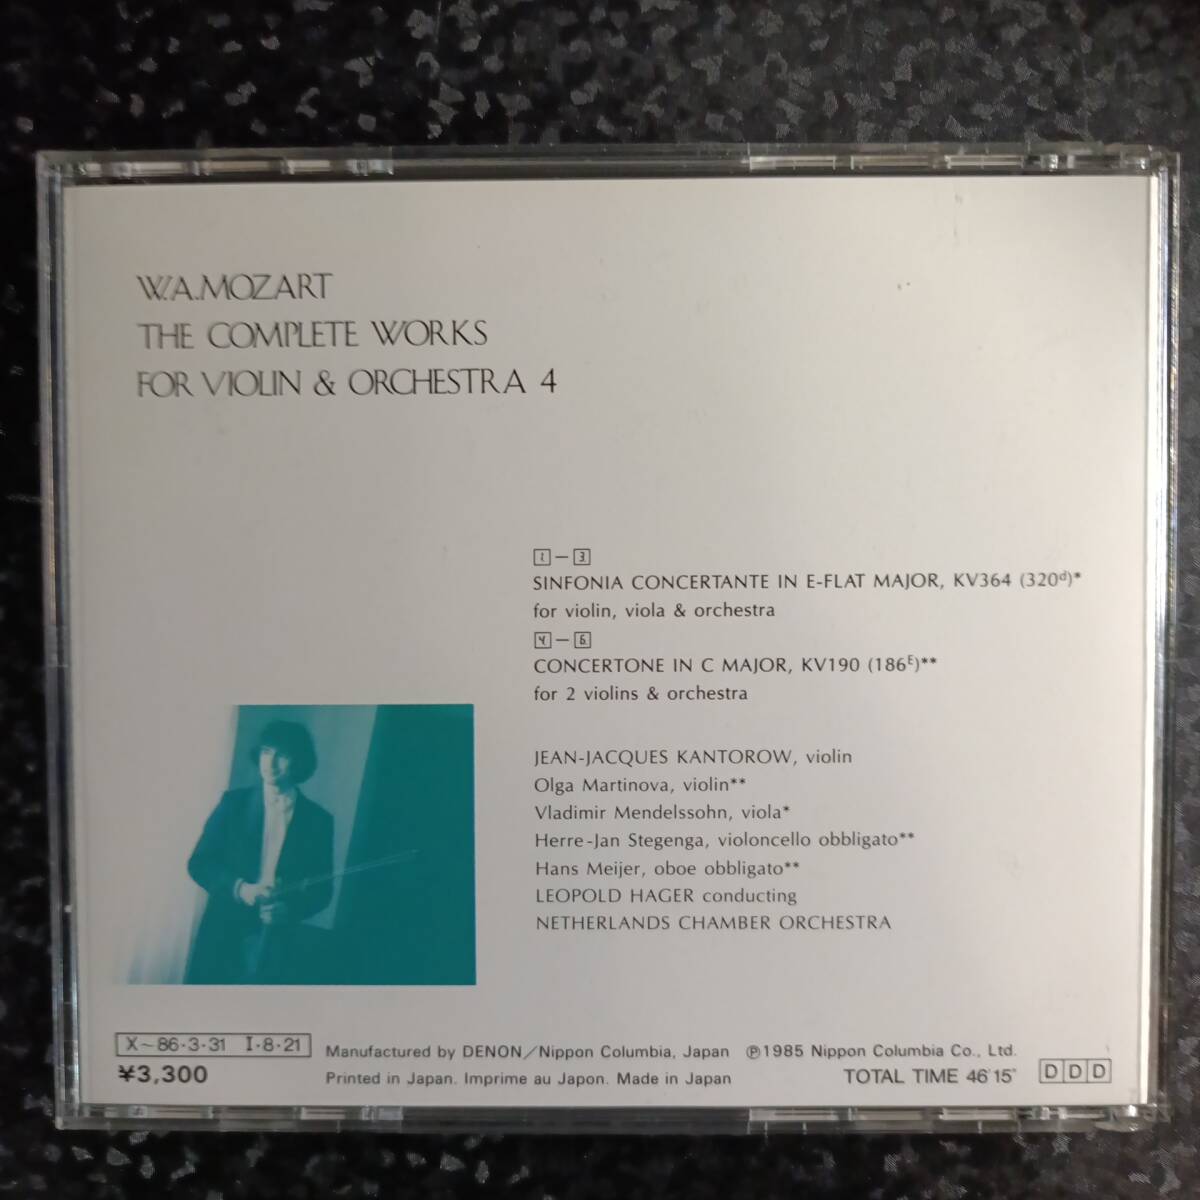 W.A.MOZART
THE COMPLETE WORKS
FOR VIOLIN & ORCHESTRA 4
1–3
SINFONIA CONCERTANTE IN E-FLAT MAJOR, KV364 (320d)*
for violin, viola & orchestra
4–6
CONCERTONE IN C MAJOR, KV190 (186E)**
for 2 violins & orchestra
JEAN-JACQUES KANTOROW, violin
Olga Martinova, violin**
Vladimir Mendelssohn, viola*
Herre-Jan Stegenga, violoncello obbligato**
Hans Meijer, oboe obbligato**
LEOPOLD HAGER conducting
NETHERLANDS CHAMBER ORCHESTRA
X~86·3·31 I·8·21
¥3,300
Manufactured by DENON/Nippon Columbia, Japan ℗1985 Nippon Columbia Co., Ltd.
Printed in Japan. Imprime au Japon. Made in Japan TOTAL TIME 46'15" DDD